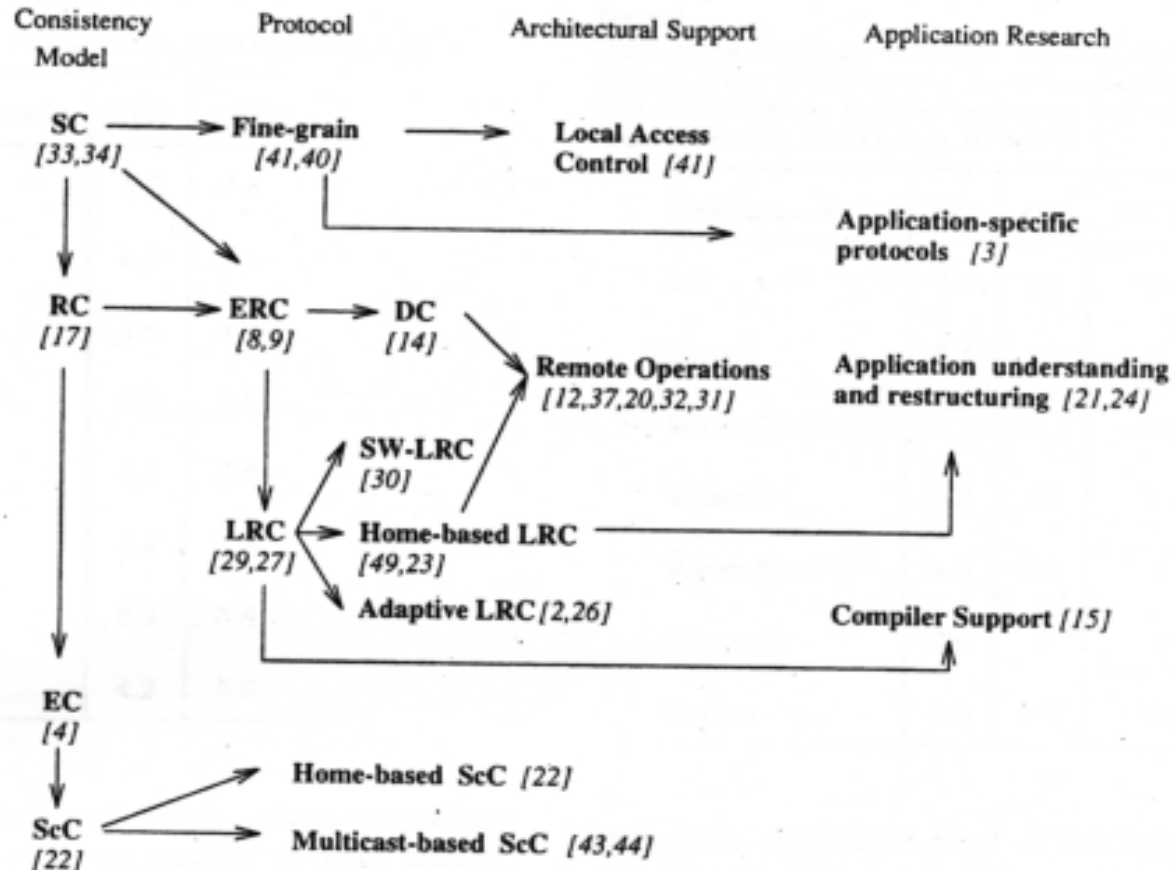 Consistency Model
Protocol
Architectural Support
Application Research
SC
[33,34]
Fine-grain
[41,40]
Local Access
Control [41]
Application-specific
protocols [3]
RC
[17]
ERC
[8,9]
DC
[14]
Remote Operations
[12,37,20,32,31]
Application understanding
and restructuring [21,24]
SW-LRC
[30]
LRC
[29,27]
Home-based LRC
[49,23]
Adaptive LRC [2,26]
Compiler Support [15]
EC
[4]
Home-based ScC [22]
ScC
[22]
Multicast-based ScC [43,44]